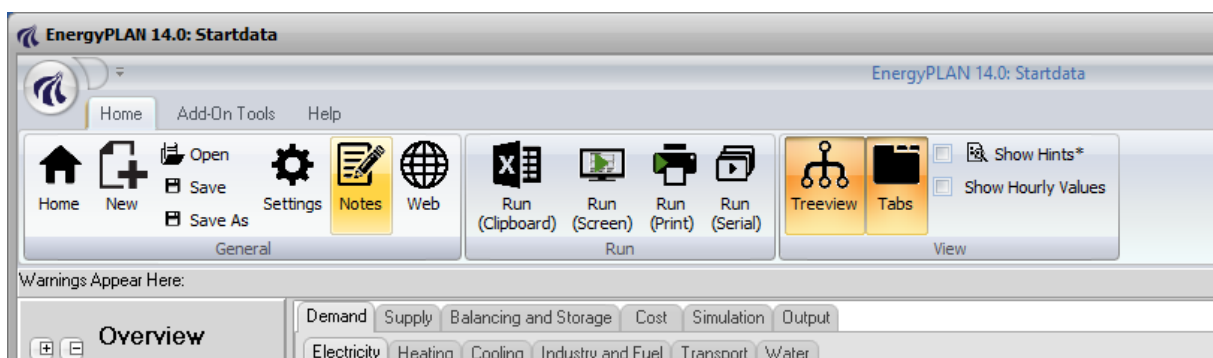 EnergyPLAN 14.0: Startdata
EnergyPLAN 14.0: Startdata
Home Add-On Tools Help
Home New Open Save Save As Settings Notes Web
Run (Clipboard) Run (Screen) Run (Print) Run (Serial)
Treeview Tabs Show Hints* Show Hourly Values
General Run View
Warnings Appear Here:
Overview
Demand Supply Balancing and Storage Cost Simulation Output
Electricity Heating Cooling Industry and Fuel Transport Water